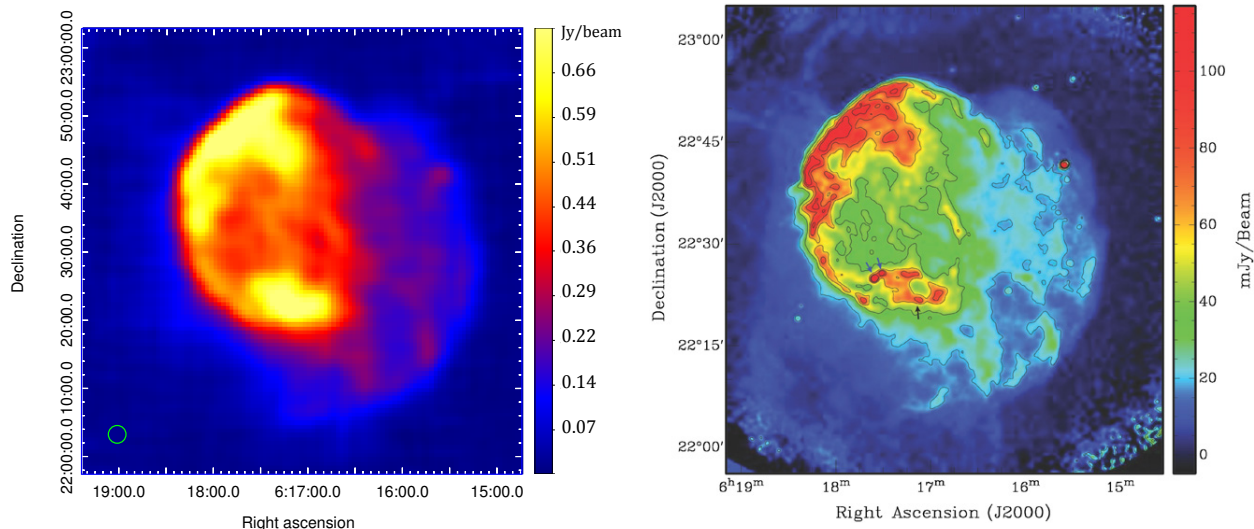 Jy/beam
0.66
0.59
0.51
0.44
0.36
0.29
0.22
0.14
0.07
Declination
23:00:00.0
50:00.0
40:00.0
30:00.0
20:00.0
10:00.0
22:00:00.0
19:00.0
18:00.0
6:17:00.0
16:00.0
15:00.0
Right ascension
Declination (J2000)
23°00′
22°45′
22°30′
22°15′
22°00′
6h19m
18m
17m
16m
15m
Right Ascension (J2000)
100
80
60
40
20
0
mJy/Beam